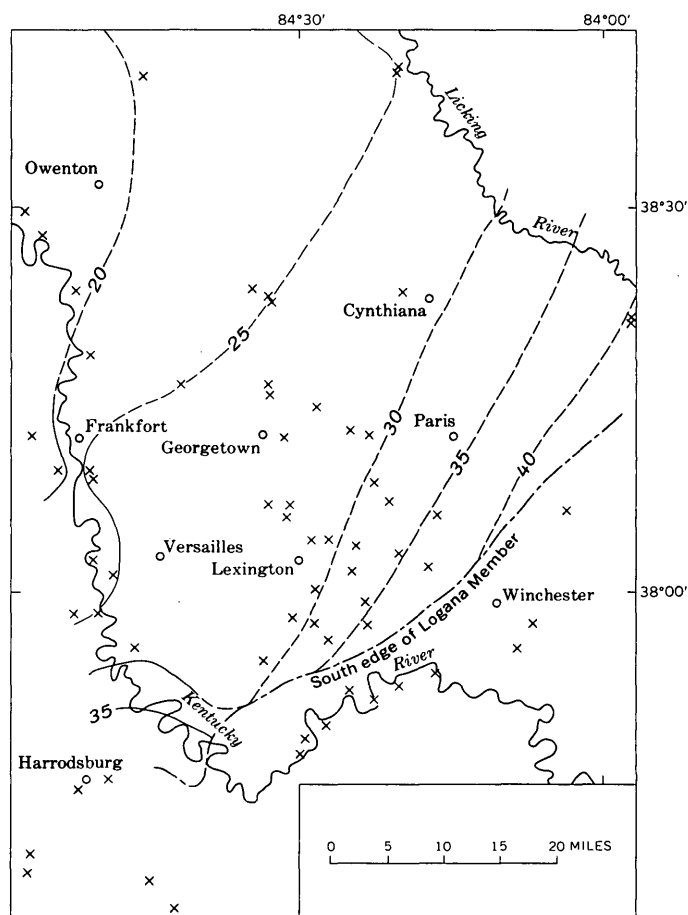 84°30′
84°00′
Licking
Owenton
38°30′
River
20
Cynthiana
25
30
Paris
Frankfort
Georgetown
35
40
Versailles
Lexington
Winchester
38°00′
South edge of Logana Member
River
Kentucky
35
Harrodsburg
0 5 10 15 20 MILES